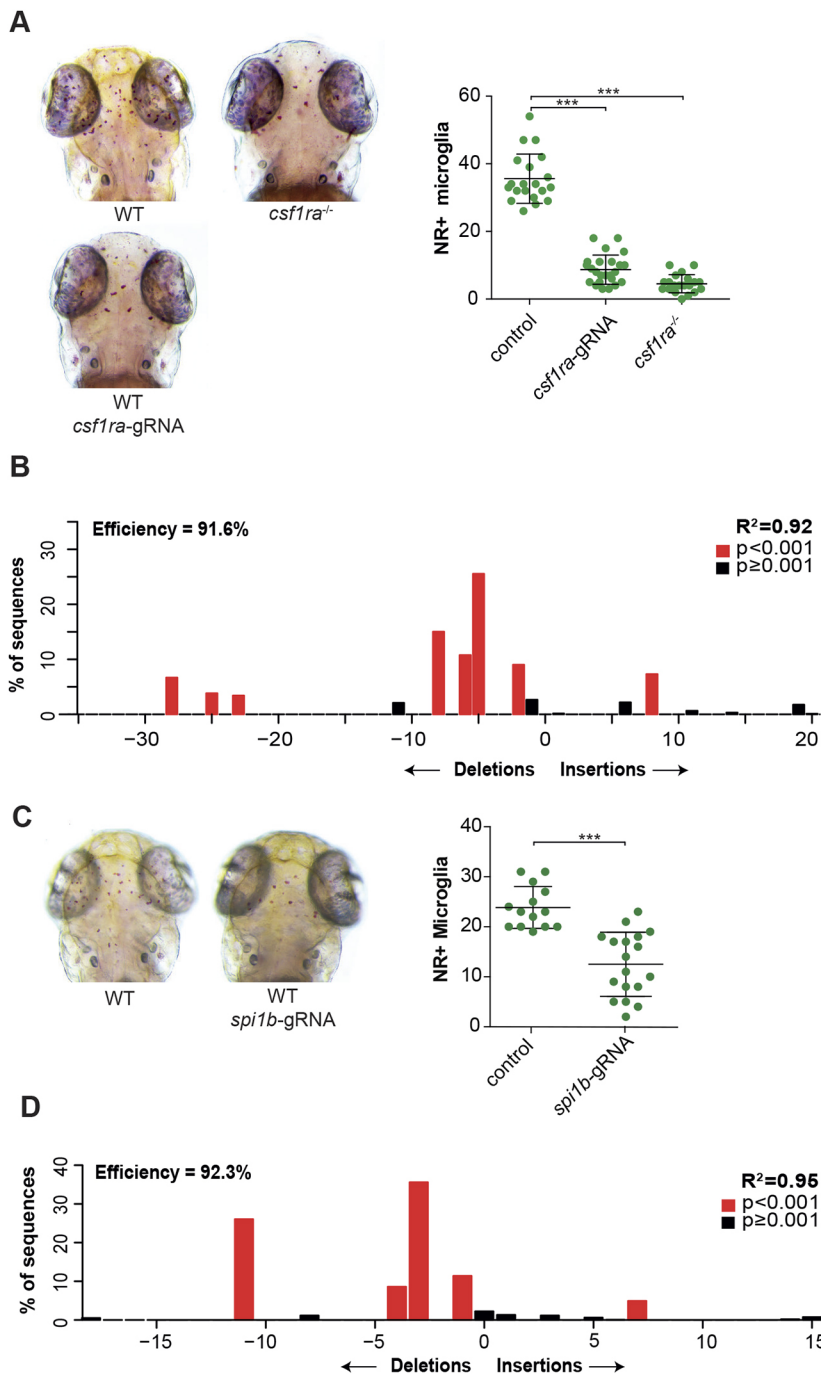 A
WT
csf1ra-/-
WT
csf1ra-gRNA
NR+ microglia
60
40
20
0
***
***
control
csf1ra-gRNA
csf1ra-/-
B
Efficiency = 91.6%
R²=0.92
p<0.001
p≥0.001
% of sequences
30
20
10
0
−30 −20 −10 0 10 20
← Deletions Insertions →
C
WT
WT
spi1b-gRNA
NR+ Microglia
40
30
20
10
0
***
control
spi1b-gRNA
D
Efficiency = 92.3%
R²=0.95
p<0.001
p≥0.001
% of sequences
40
30
20
10
0
−15 −10 −5 0 5 10 15
← Deletions Insertions →